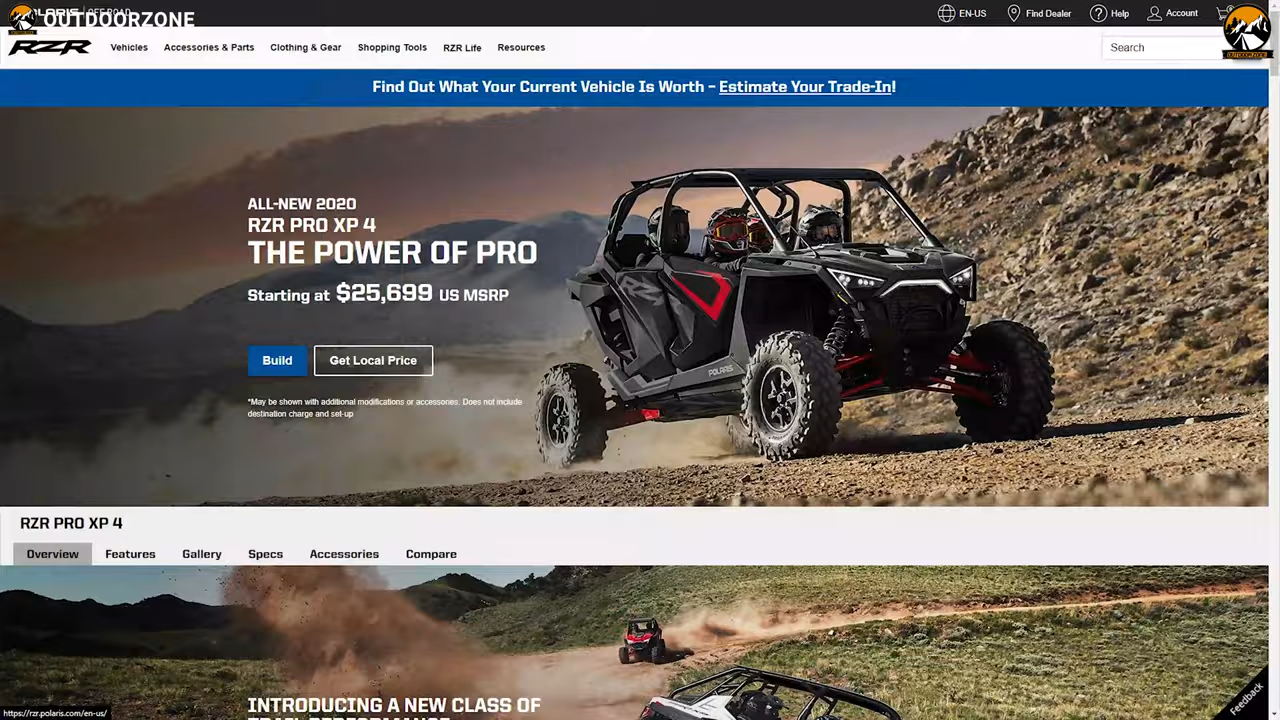 OUTDOORZONE
EN-US
Find Dealer
Help
Account
RZR
Vehicles
Accessories & Parts
Clothing & Gear
Shopping Tools
RZR Life
Resources
Search
OUTDOORZONE
Find Out What Your Current Vehicle Is Worth – Estimate Your Trade-In!
ALL-NEW 2020
RZR PRO XP 4
THE POWER OF PRO
Starting at $25,699 US MSRP
Build
Get Local Price
*May be shown with additional modifications or accessories. Does not include
destination charge and set-up
POLARIS
RZR PRO XP 4
Overview
Features
Gallery
Specs
Accessories
Compare
INTRODUCING A NEW CLASS OF
Feedback
https://rzr.polaris.com/en-us/